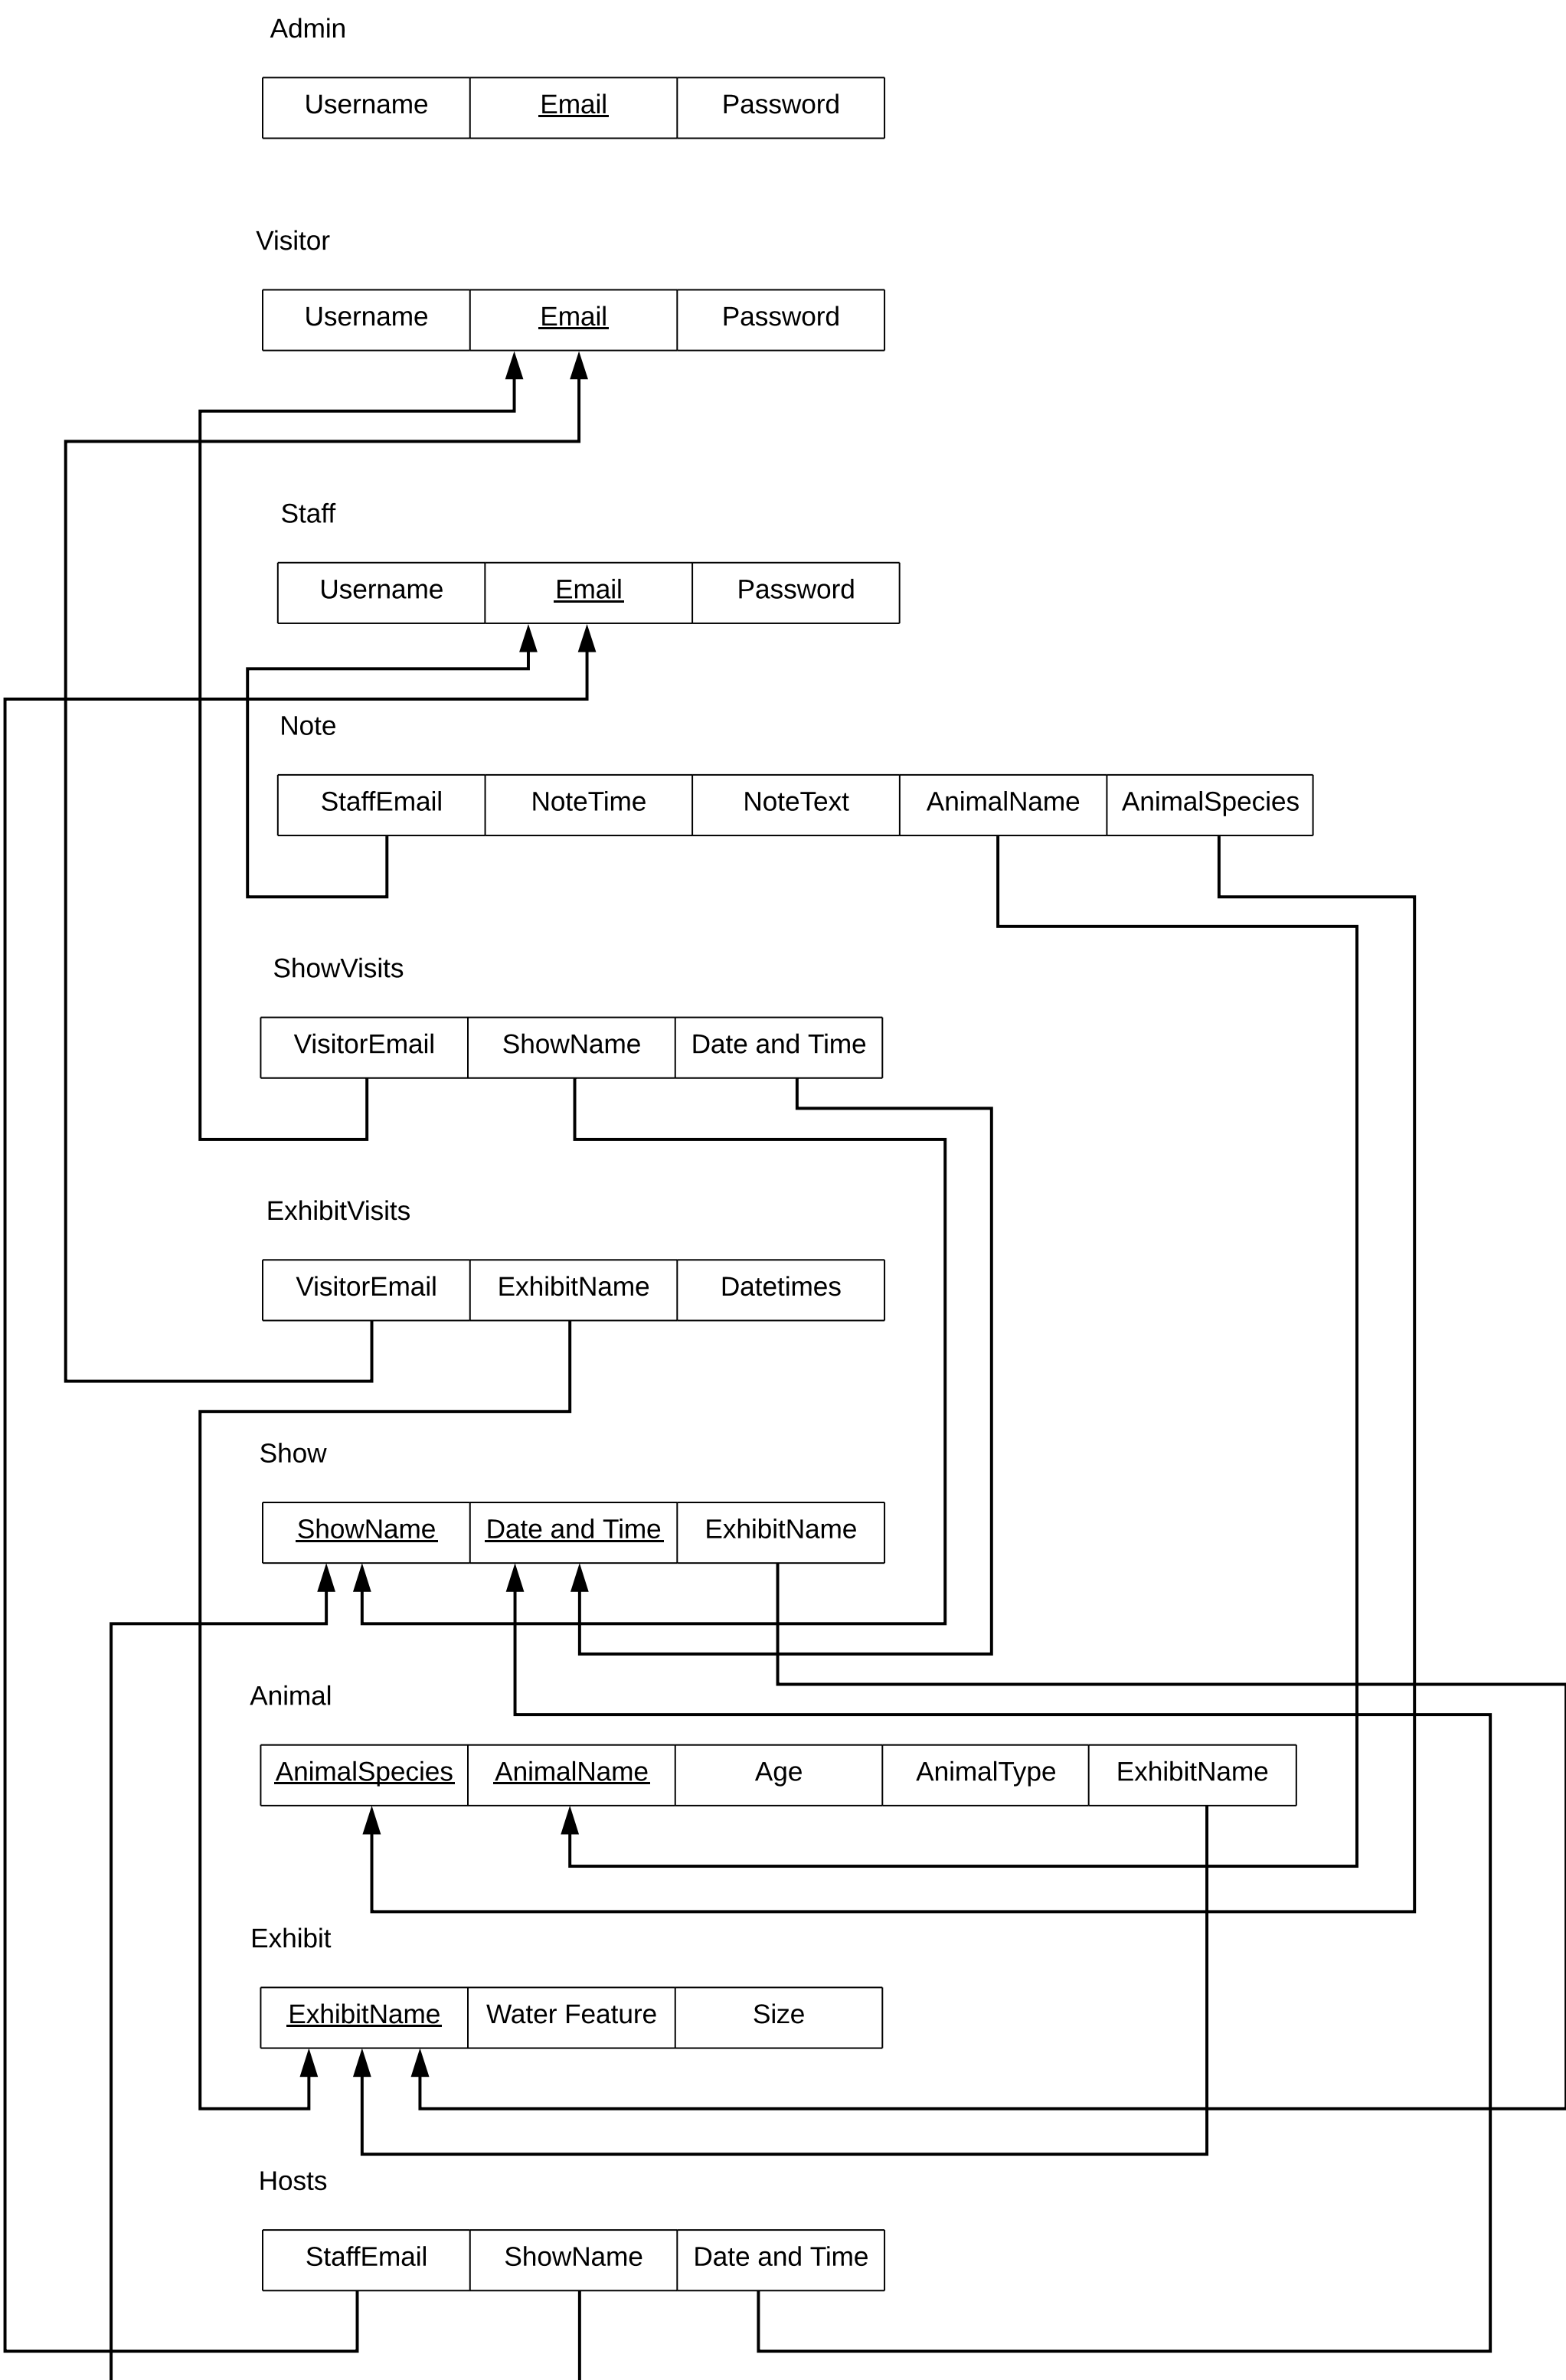 Admin
Username Email Password
Visitor
Username Email Password
Staff
Username Email Password
Note
StaffEmail NoteTime NoteText AnimalName AnimalSpecies
ShowVisits
VisitorEmail ShowName Date and Time
ExhibitVisits
VisitorEmail ExhibitName Datetimes
Show
ShowName Date and Time ExhibitName
Animal
AnimalSpecies AnimalName Age AnimalType ExhibitName
Exhibit
ExhibitName Water Feature Size
Hosts
StaffEmail ShowName Date and Time